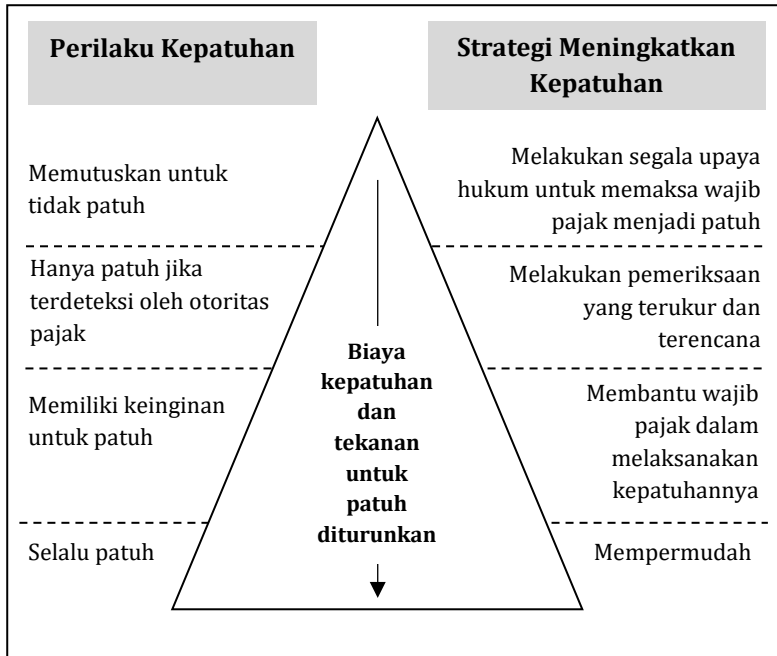 Perilaku Kepatuhan
Strategi Meningkatkan
Kepatuhan
Memutuskan untuk
tidak patuh
Melakukan segala upaya
hukum untuk memaksa wajib
pajak menjadi patuh
Hanya patuh jika
terdeteksi oleh otoritas
pajak
Melakukan pemeriksaan
yang terukur dan
terencana
Memiliki keinginan
untuk patuh
Biaya
kepatuhan
dan
tekanan
untuk
patuh
diturunkan
Membantu wajib
pajak dalam
melaksanakan
kepatuhannya
Selalu patuh
Mempermudah